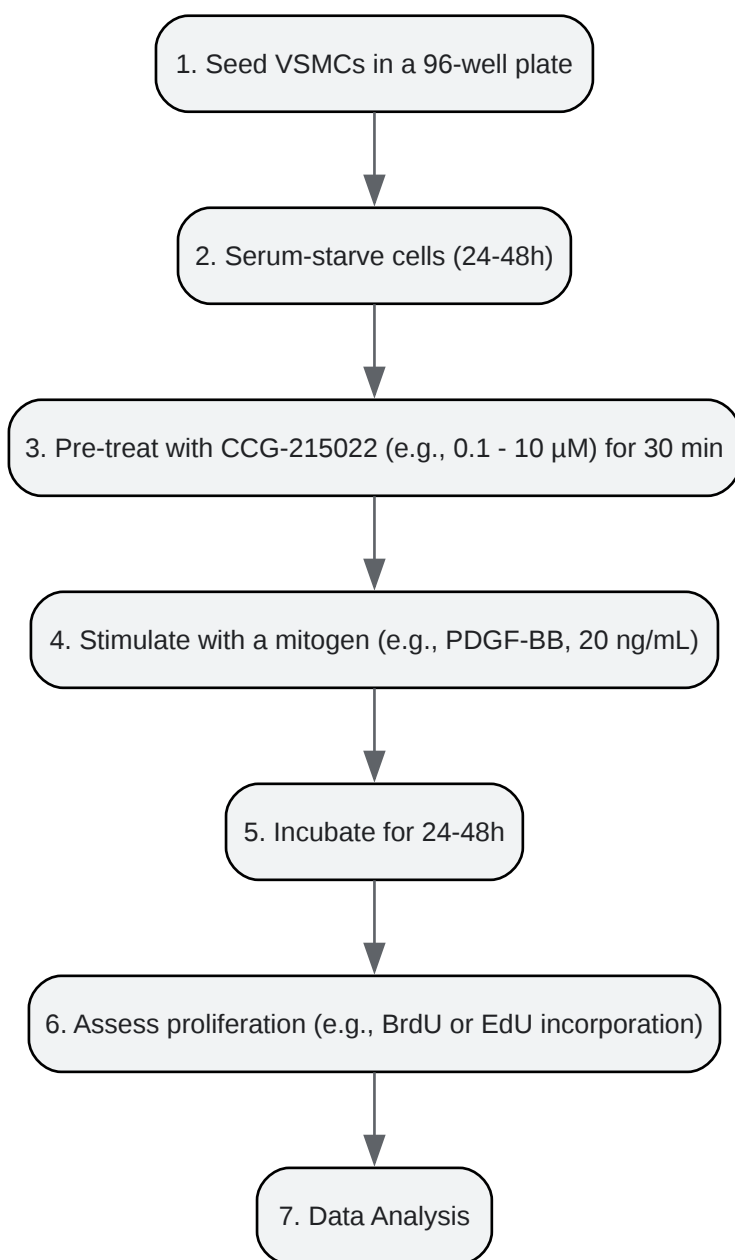 1. Seed VSMCs in a 96-well plate
2. Serum-starve cells (24-48h)
3. Pre-treat with CCG-215022 (e.g., 0.1 - 10 µM) for 30 min
4. Stimulate with a mitogen (e.g., PDGF-BB, 20 ng/mL)
5. Incubate for 24-48h
6. Assess proliferation (e.g., BrdU or EdU incorporation)
7. Data Analysis